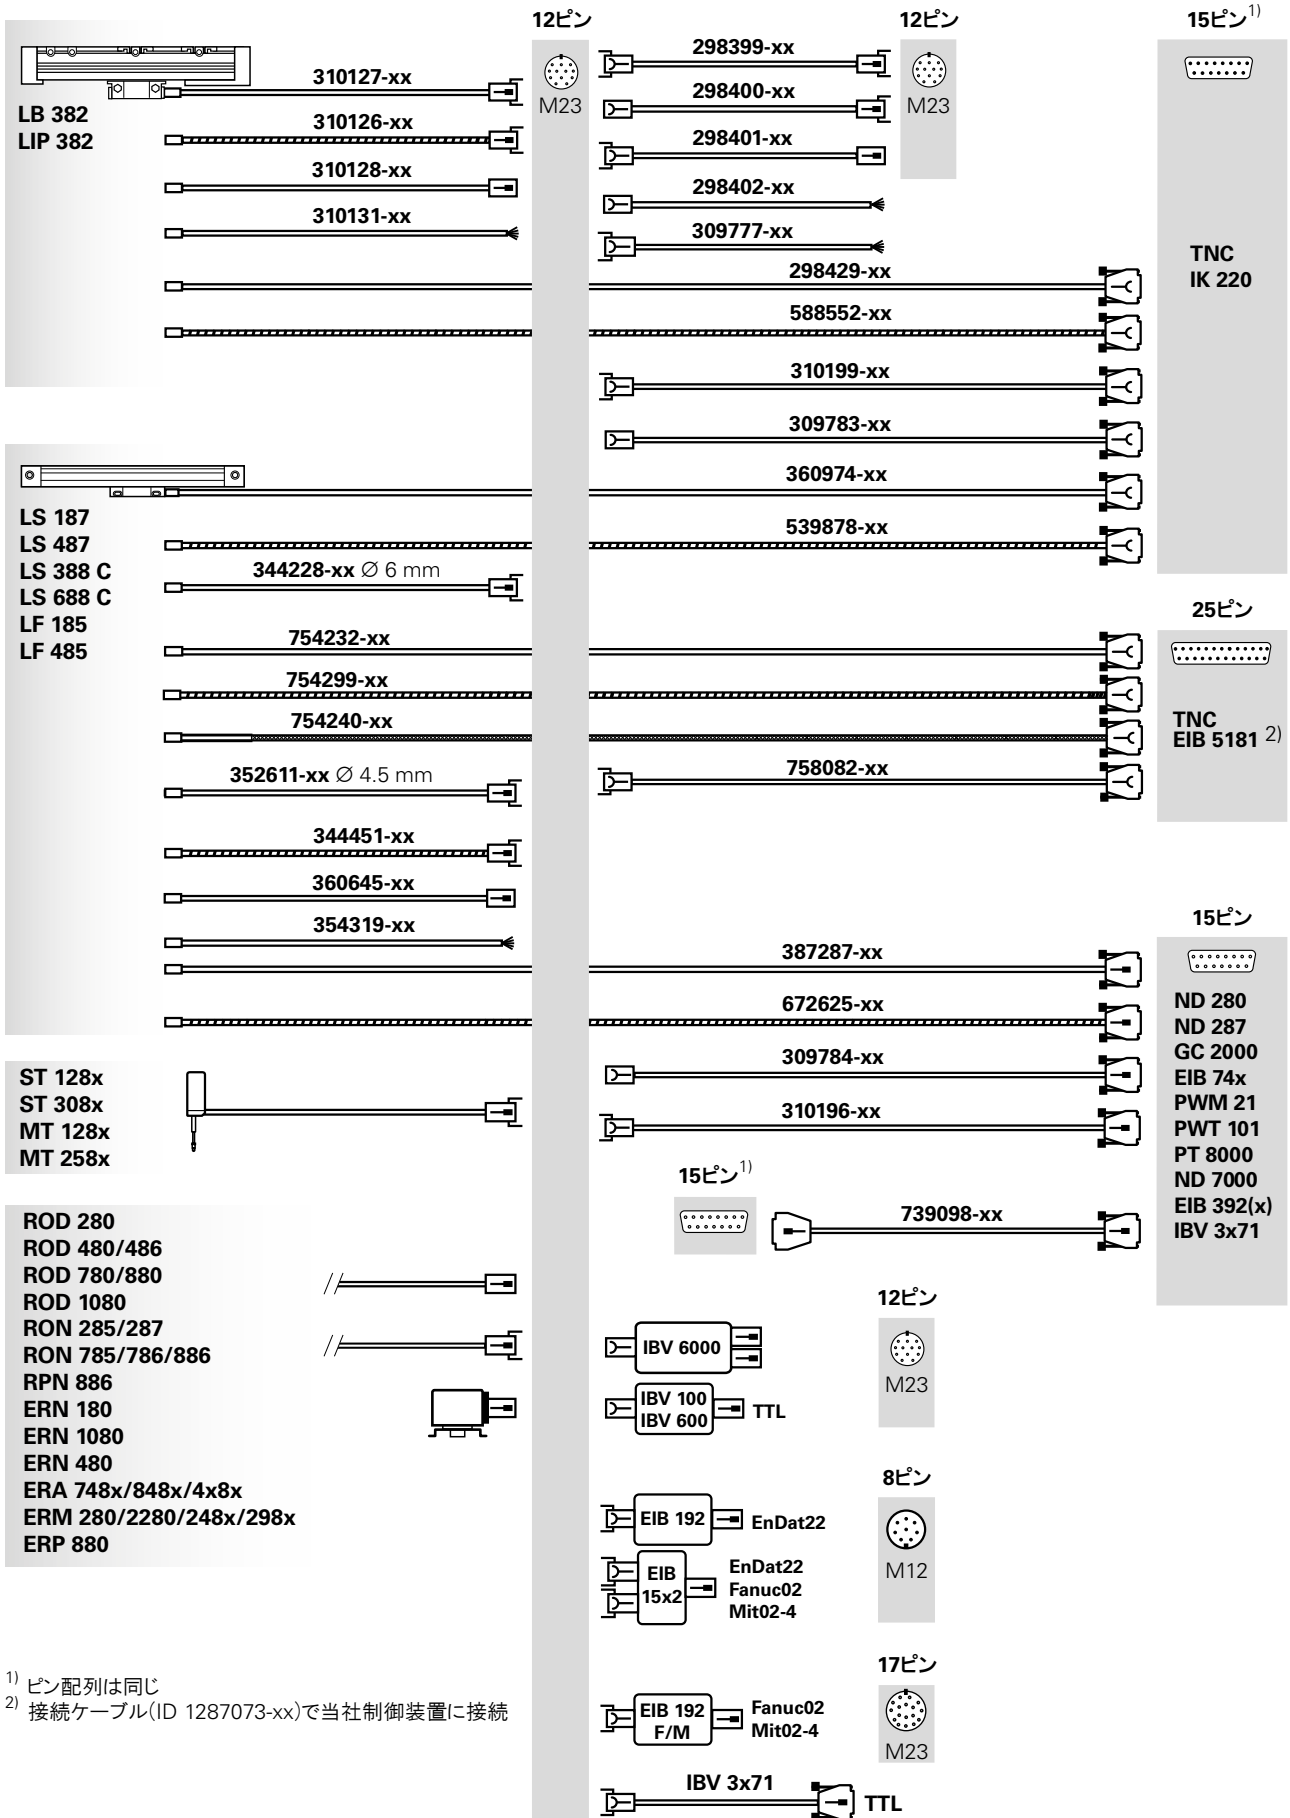 12ピン
12ピン
15ピン1)
M23
M23
LB 382
LIP 382
310127-xx
310126-xx
310128-xx
310131-xx
298399-xx
298400-xx
298401-xx
298402-xx
309777-xx
298429-xx
588552-xx
310199-xx
309783-xx
TNC
IK 220
LS 187
LS 487
LS 388 C
LS 688 C
LF 185
LF 485
360974-xx
539878-xx
344228-xx Ø 6 mm
754232-xx
754299-xx
754240-xx
352611-xx Ø 4.5 mm
758082-xx
25ピン
TNC
EIB 5181 2)
344451-xx
360645-xx
354319-xx
387287-xx
672625-xx
309784-xx
310196-xx
15ピン
ND 280
ND 287
GC 2000
EIB 74x
PWM 21
PWT 101
PT 8000
ND 7000
EIB 392(x)
IBV 3x71
ST 128x
ST 308x
MT 128x
MT 258x
15ピン1)
739098-xx
ROD 280
ROD 480/486
ROD 780/880
ROD 1080
RON 285/287
RON 785/786/886
RPN 886
ERN 180
ERN 1080
ERN 480
ERA 748x/848x/4x8x
ERM 280/2280/248x/298x
ERP 880
12ピン
IBV 6000
M23
IBV 100
IBV 600
TTL
8ピン
EIB 192
EnDat22
M12
EIB
15x2
EnDat22
Fanuc02
Mit02-4
17ピン
EIB 192
F/M
Fanuc02
Mit02-4
M23
IBV 3x71
TTL
1) ピン配列は同じ
2) 接続ケーブル(ID 1287073-xx)で当社制御装置に接続